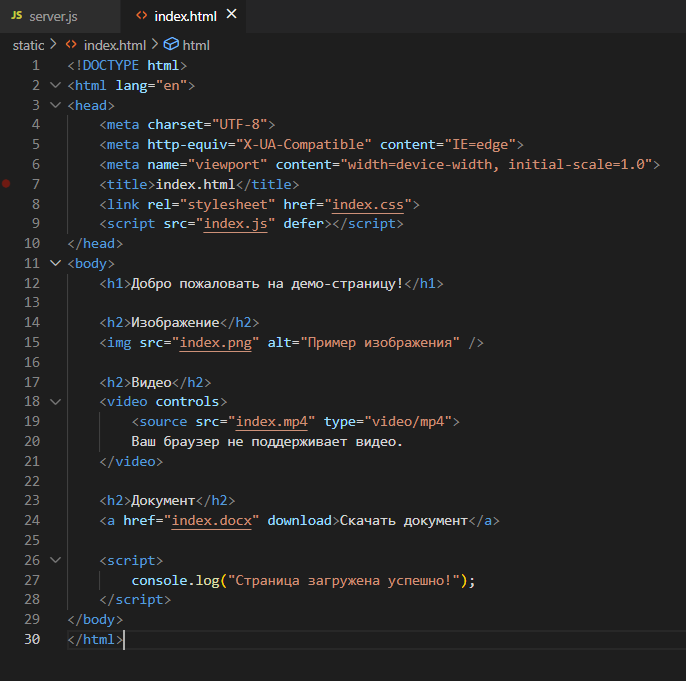 JS server.js <> index.html ×
static > <> index.html > html
1 <!DOCTYPE html>
2 <html lang="en">
3 <head>
4 <meta charset="UTF-8">
5 <meta http-equiv="X-UA-Compatible" content="IE=edge">
6 <meta name="viewport" content="width=device-width, initial-scale=1.0">
7 <title>index.html</title>
8 <link rel="stylesheet" href="index.css">
9 <script src="index.js" defer></script>
10 </head>
11 <body>
12 <h1>Добро пожаловать на демо-страницу!</h1>
13
14 <h2>Изображение</h2>
15 <img src="index.png" alt="Пример изображения" />
16
17 <h2>Видео</h2>
18 <video controls>
19 <source src="index.mp4" type="video/mp4">
20 Ваш браузер не поддерживает видео.
21 </video>
22
23 <h2>Документ</h2>
24 <a href="index.docx" download>Скачать документ</a>
25
26 <script>
27 console.log("Страница загружена успешно!");
28 </script>
29 </body>
30 </html>